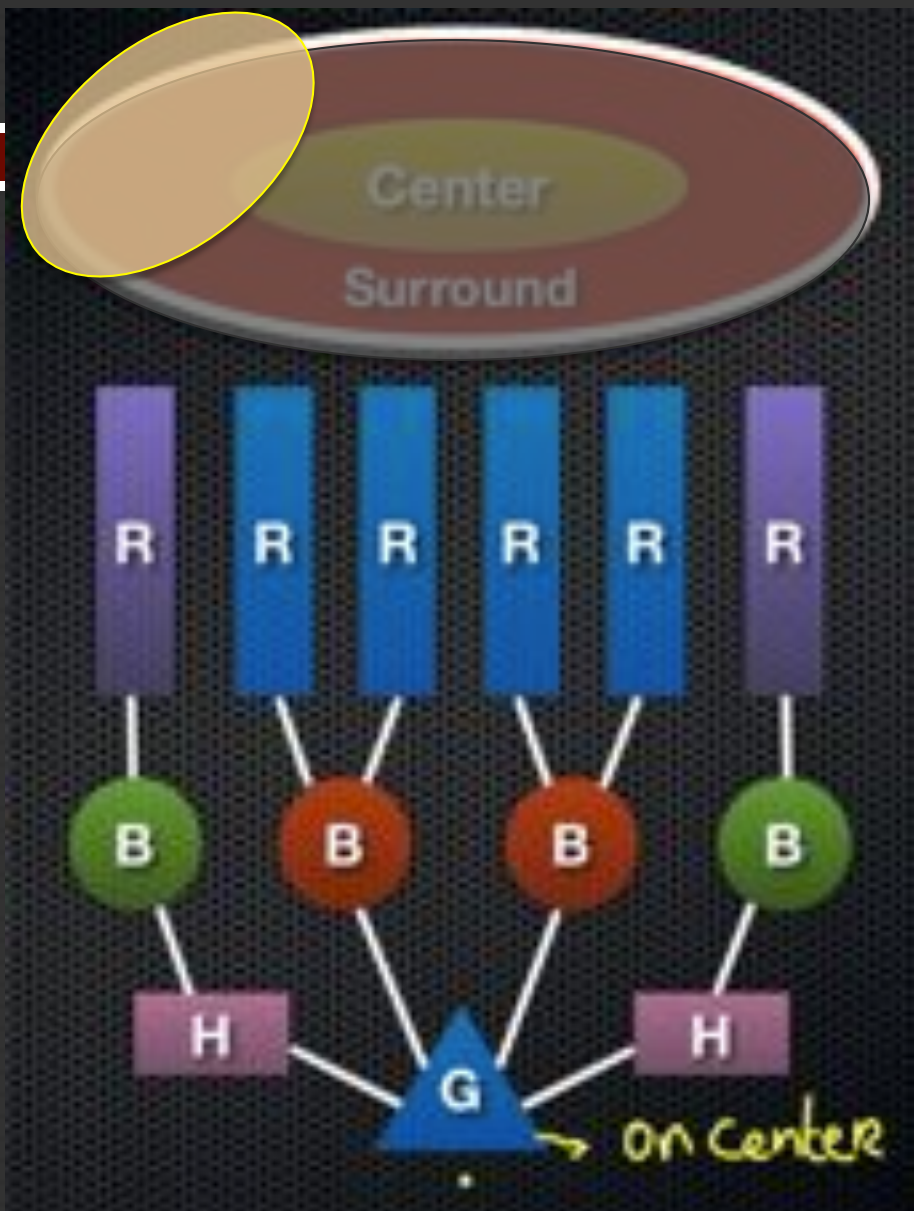 Center
Surround
R R R R R R
B B B B
H H
G
on center